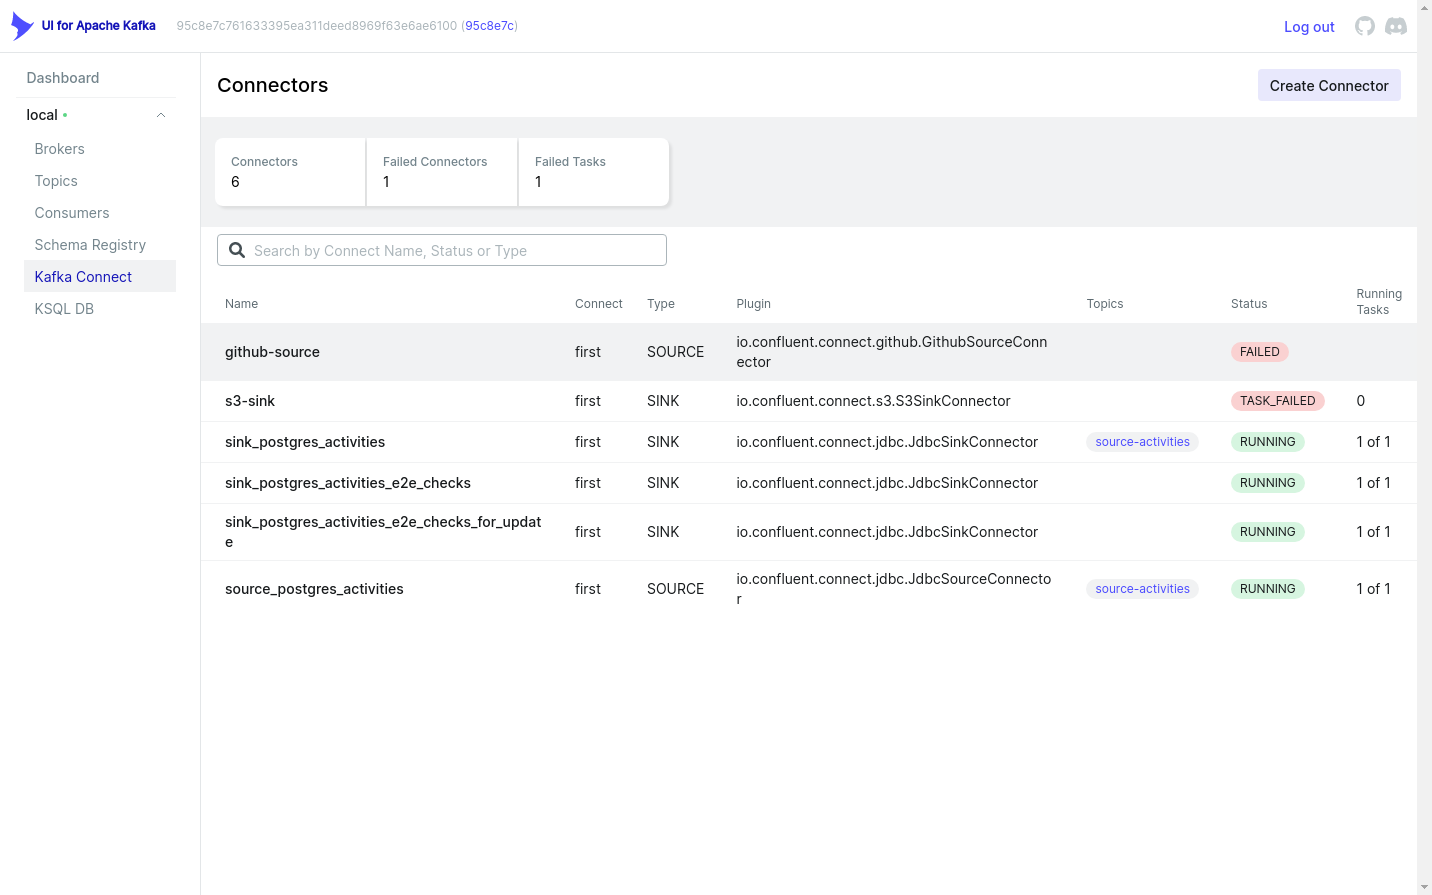 UI for Apache Kafka 95c8e7c761633395ea311deed8969f63e6ae6100 (95c8e7c) Log out
Dashboard
local
Brokers
Topics
Consumers
Schema Registry
Kafka Connect
KSQL DB
Connectors
Create Connector
Connectors Failed Connectors Failed Tasks
6 1 1
Search by Connect Name, Status or Type
Name Connect Type Plugin Topics Status Running
Tasks
github-source first SOURCE io.confluent.connect.github.GithubSourceConn FAILED
ector
s3-sink first SINK io.confluent.connect.s3.S3SinkConnector TASK_FAILED 0
sink_postgres_activities first SINK io.confluent.connect.jdbc.JdbcSinkConnector source-activities RUNNING 1 of 1
sink_postgres_activities_e2e_checks first SINK io.confluent.connect.jdbc.JdbcSinkConnector RUNNING 1 of 1
sink_postgres_activities_e2e_checks_for_updat first SINK io.confluent.connect.jdbc.JdbcSinkConnector RUNNING 1 of 1
e
source_postgres_activities first SOURCE io.confluent.connect.jdbc.JdbcSourceConnecto source-activities RUNNING 1 of 1
r